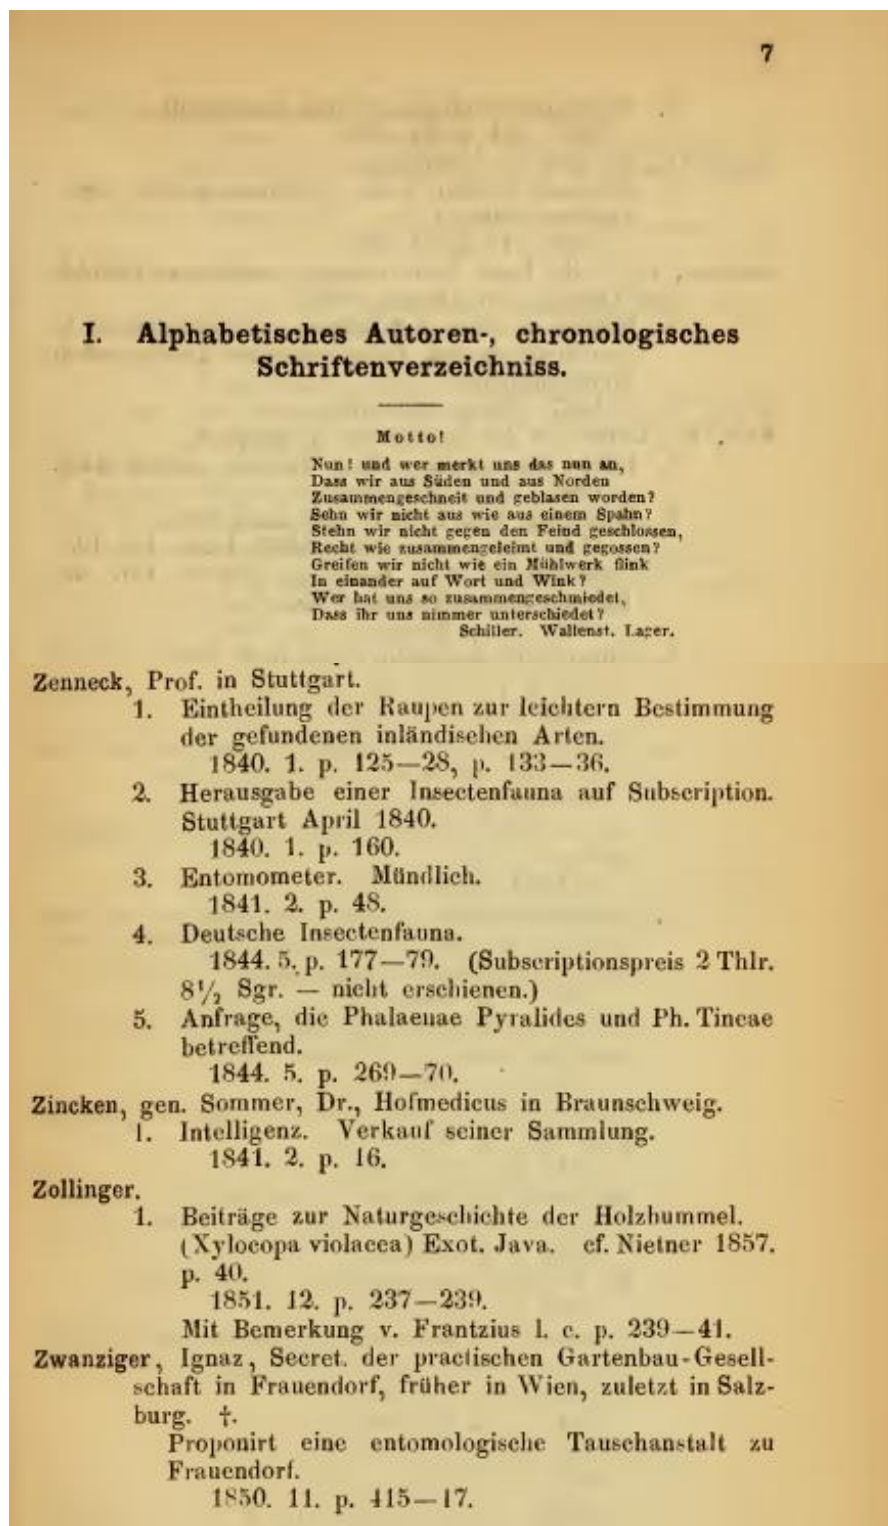 7
I. Alphabetisches Autoren-, chronologisches
Schriftenverzeichniss.
Motto!
Nun! und wer merkt uns das nun an,
Dass wir aus Süden und aus Norden
Zusammengeschneit und geblasen worden?
Sehn wir nicht aus wie aus einem Spahn?
Stehn wir nicht gegen den Feind geschlossen,
Recht wie zusammengeleimt und gegossen?
Greifen wir nicht wie ein Mühlwerk flink
In einander auf Wort und Wink?
Wer hat uns so zusammengeschmiedet,
Dass ihr uns nimmer unterschiedet?
Schiller. Wallenst. Lager.
Zenneck, Prof. in Stuttgart.
1. Eintheilung der Raupen zur leichtern Bestimmung
der gefundenen inländischen Arten.
1840. 1. p. 125—28, p. 133—36.
2. Herausgabe einer Insectenfauna auf Subscription.
Stuttgart April 1840.
1840. 1. p. 160.
3. Entomometer. Mündlich.
1841. 2. p. 48.
4. Deutsche Insectenfauna.
1844. 5. p. 177—79. (Subscriptionspreis 2 Thlr.
8½ Sgr. — nicht erschienen.)
5. Anfrage, die Phalaenae Pyralides und Ph. Tineae
betreffend.
1844. 5. p. 269—70.
Zincken, gen. Sommer, Dr., Hofmedicus in Braunschweig.
1. Intelligenz. Verkauf seiner Sammlung.
1841. 2. p. 16.
Zollinger.
1. Beiträge zur Naturgeschichte der Holzhummel.
(Xylocopa violacea) Exot. Java. cf. Nietner 1857.
p. 40.
1851. 12. p. 237—239.
Mit Bemerkung v. Frantzius l. c. p. 239—41.
Zwanziger, Ignaz, Secret. der practischen Gartenbau-Gesell-
schaft in Frauendorf, früher in Wien, zuletzt in Salz-
burg. †.
Proponirt eine entomologische Tauschanstalt zu
Frauendorf.
1850. 11. p. 415—17.